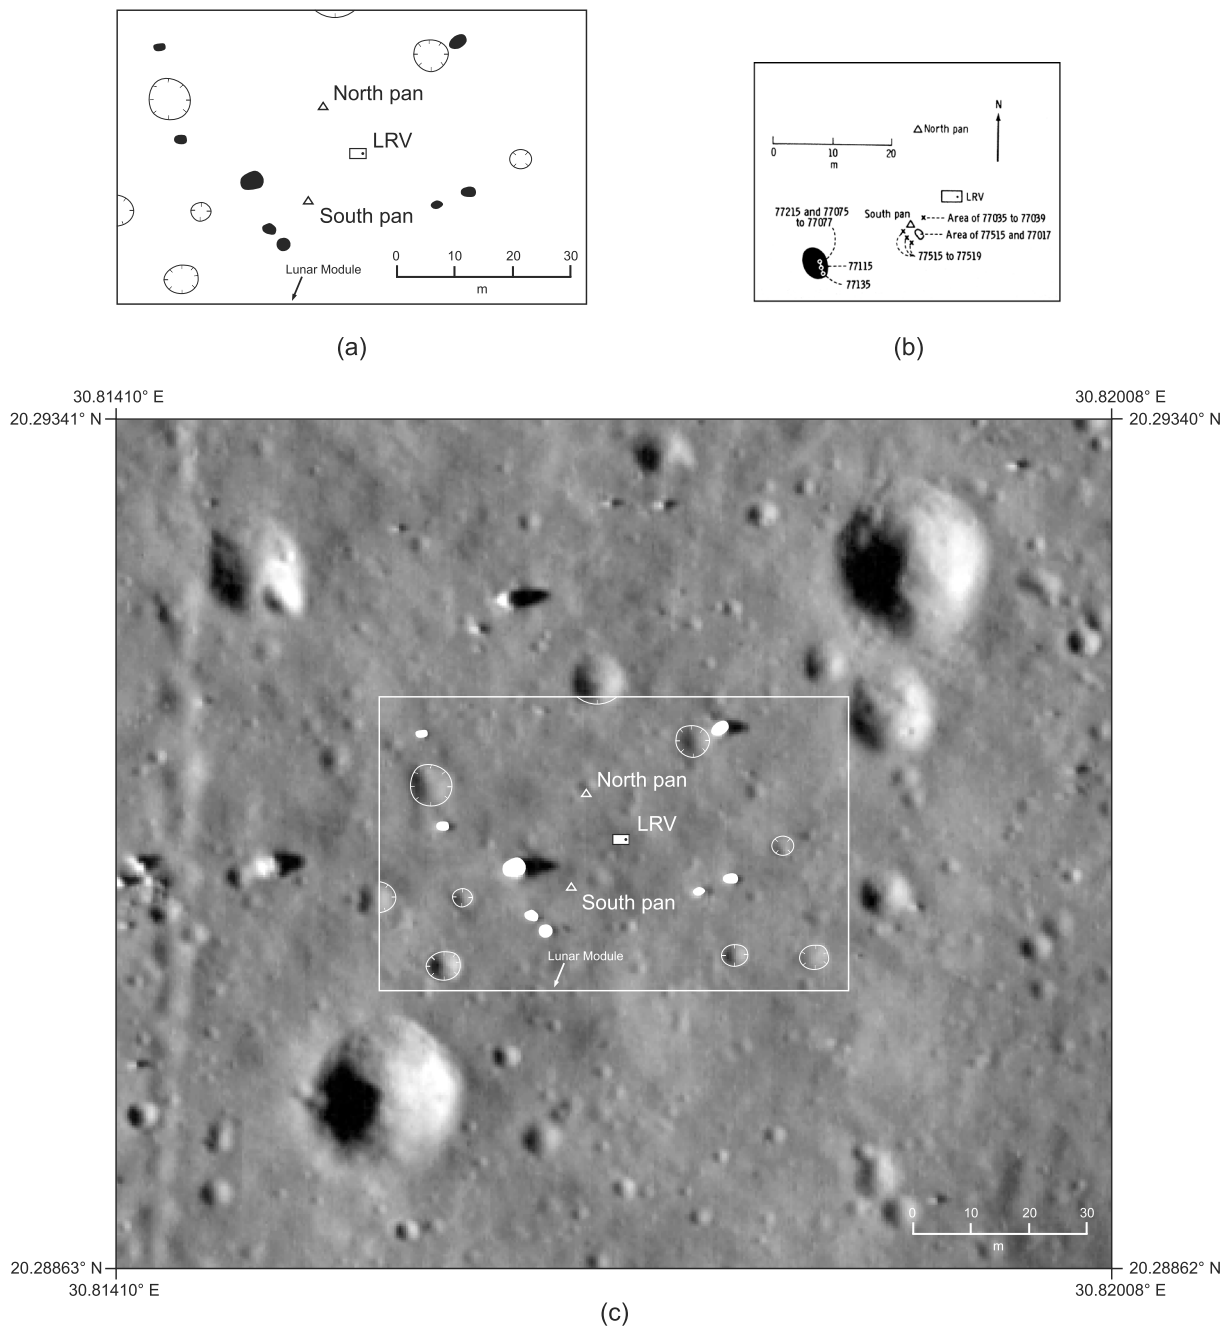 North pan
LRV
South pan
Lunar Module
0 10 20 30
m
(a)
N
North pan
0 10 20
m
LRV
77215 and 77075
to 77077
South pan
Area of 77035 to 77039
Area of 77515 and 77017
77515 to 77519
77115
77135
(b)
30.81410° E
30.82008° E
20.29341° N
20.29340° N
North pan
LRV
South pan
Lunar Module
0 10 20 30
m
20.28863° N
20.28862° N
30.81410° E
30.82008° E
(c)